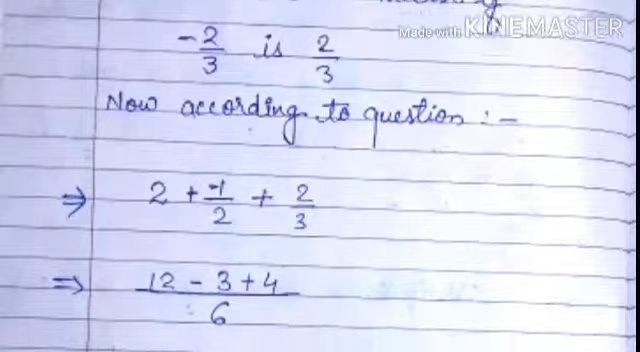 Made with KINEMASTER
-2/3 is 2/3
Now according to question :-
⇒ 2 + -1/2 + 2/3
⇒ 12 - 3 + 4 / 6